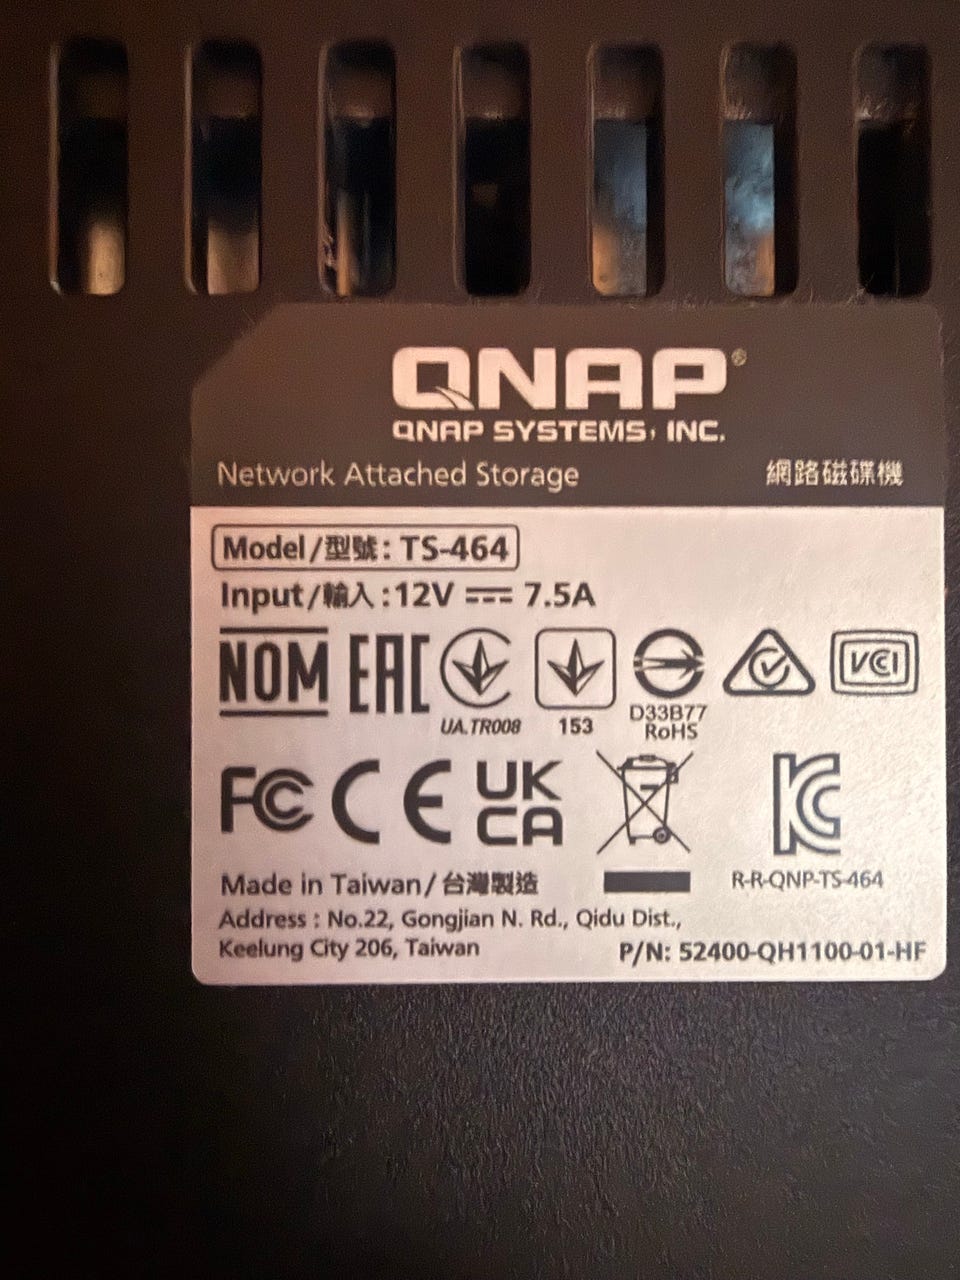 QNAP®
QNAP SYSTEMS, INC.
Network Attached Storage 網路磁碟機
Model/型號: TS-464
Input/輸入:12V ⎓ 7.5A
NOM EAC VCCI
UA.TR008 153 D33B77
RoHS
FC CE UK
CA
Made in Taiwan/台灣製造 R-R-QNP-TS-464
Address : No.22, Gongjian N. Rd., Qidu Dist.,
Keelung City 206, Taiwan P/N: 52400-QH1100-01-HF